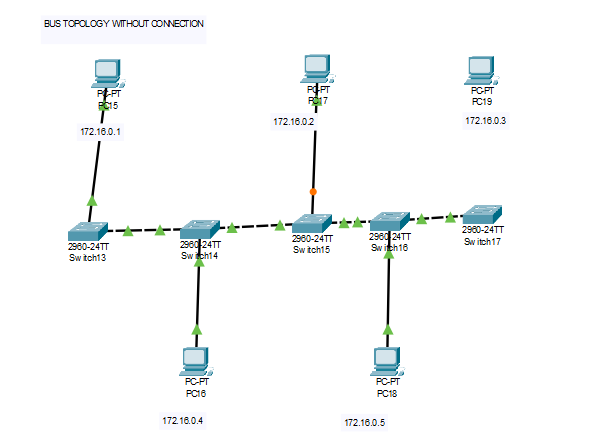 BUS TOPOLOGY WITHOUT CONNECTION
PC-PT
PC15
PC-PT
PC17
PC-PT
PC19
172.16.0.1
172.16.0.2
172.16.0.3
2960-24TT
Switch13
2960-24TT
Switch14
2960-24TT
Switch15
2960-24TT
Switch16
2960-24TT
Switch17
PC-PT
PC16
PC-PT
PC18
172.16.0.4
172.16.0.5